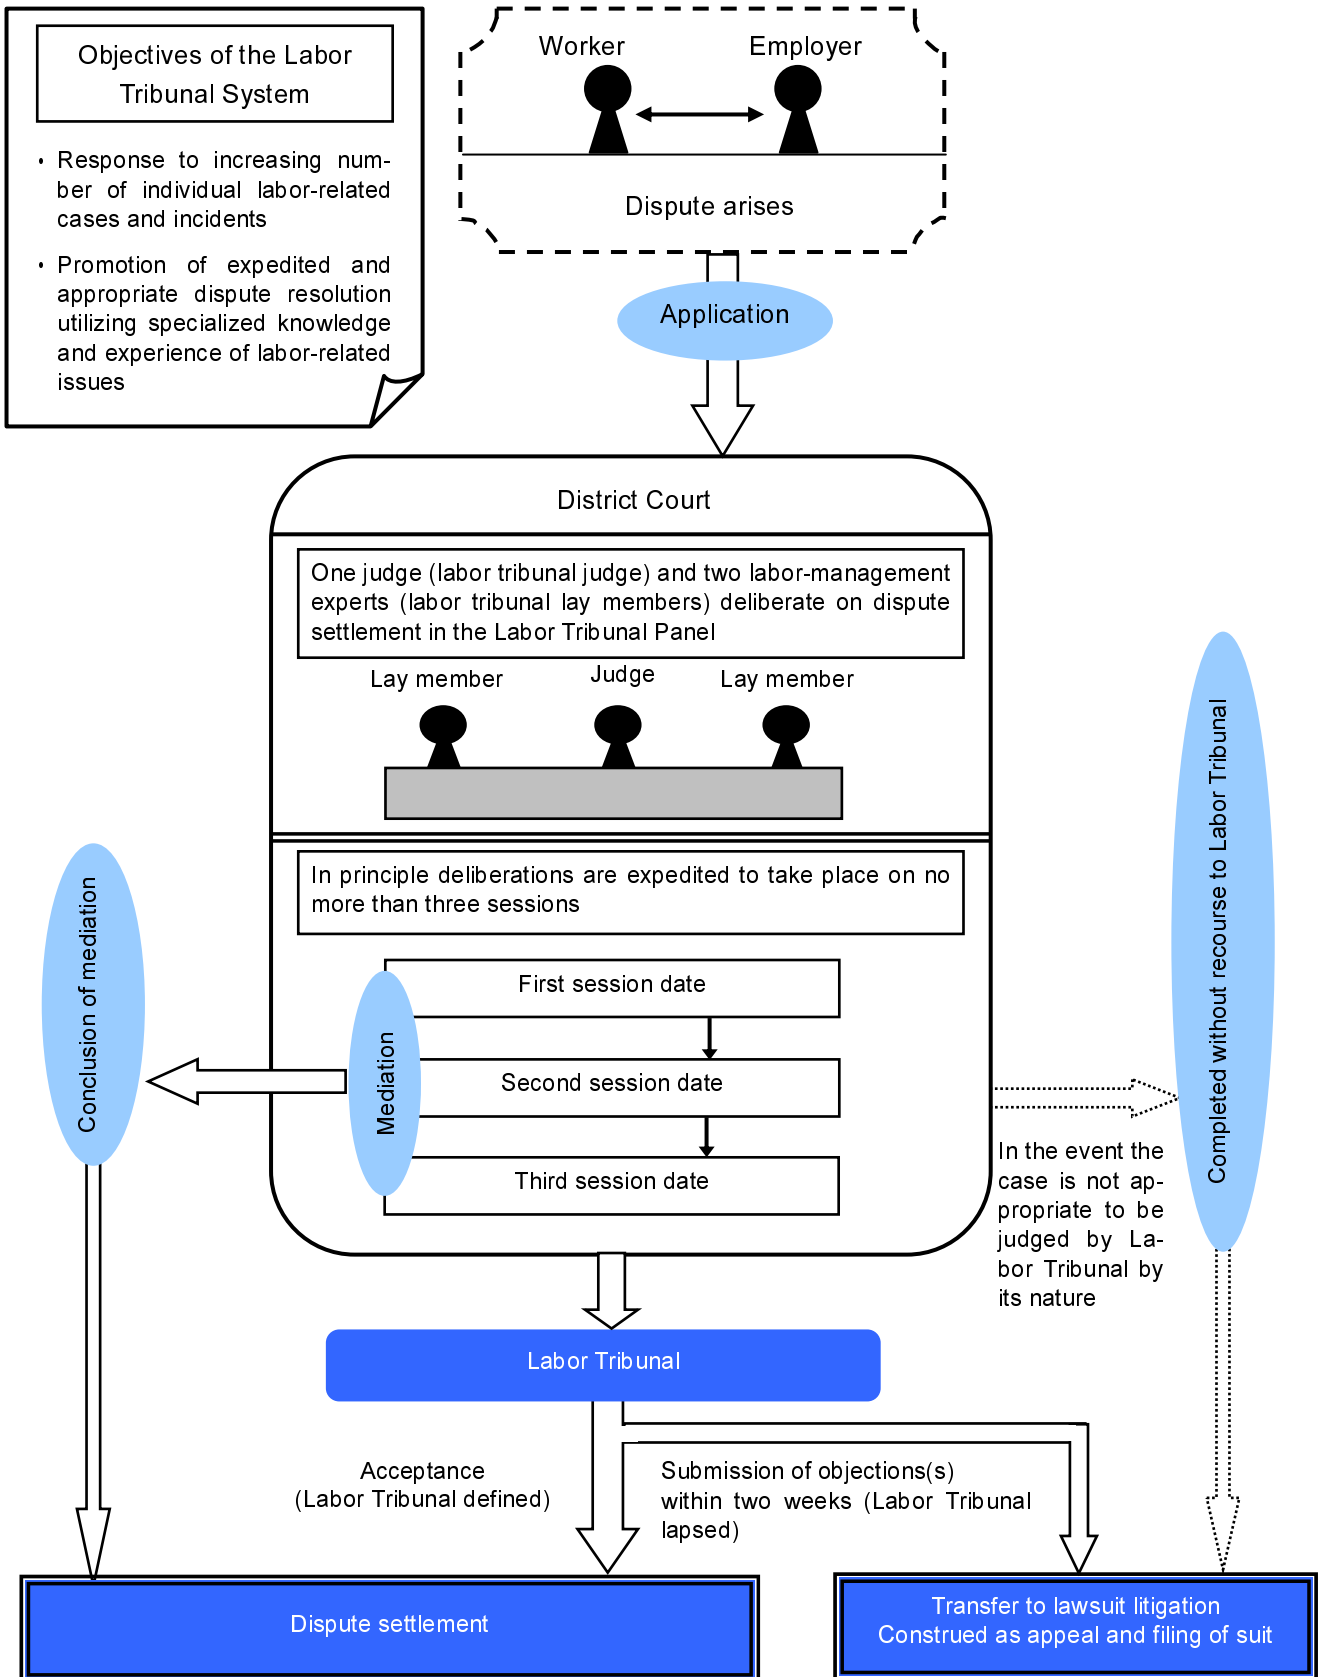 Objectives of the Labor
Tribunal System
• Response to increasing num-
ber of individual labor-related
cases and incidents
• Promotion of expedited and
appropriate dispute resolution
utilizing specialized knowledge
and experience of labor-related
issues
Worker
Employer
Dispute arises
Application
District Court
One judge (labor tribunal judge) and two labor-management
experts (labor tribunal lay members) deliberate on dispute
settlement in the Labor Tribunal Panel
Lay member
Judge
Lay member
In principle deliberations are expedited to take place on no
more than three sessions
First session date
Second session date
Third session date
Mediation
Conclusion of mediation
Completed without recourse to Labor Tribunal
In the event the
case is not ap-
propriate to be
judged by La-
bor Tribunal by
its nature
Labor Tribunal
Acceptance
(Labor Tribunal defined)
Submission of objections(s)
within two weeks (Labor Tribunal
lapsed)
Dispute settlement
Transfer to lawsuit litigation
Construed as appeal and filing of suit